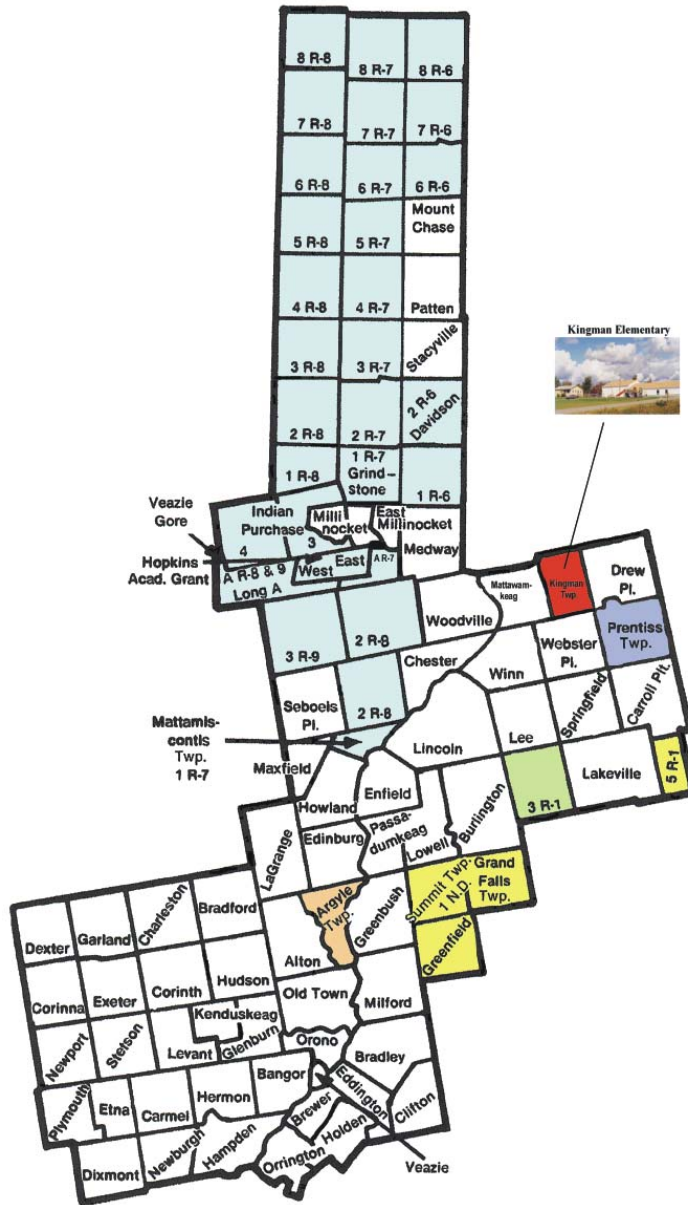 8 R-8
8 R-7
8 R-6
7 R-8
7 R-7
7 R-6
6 R-8
6 R-7
6 R-6
Mount
Chase
5 R-8
5 R-7
4 R-8
4 R-7
Patten
Kingman Elementary
3 R-8
3 R-7
Stacyville
2 R-6
Davidson
2 R-8
2 R-7
1 R-8
1 R-7
Grind-
stone
1 R-6
Veazie
Gore
Indian
Purchase
4
3
Milli
nocket
East
Millinocket
Medway
Hopkins
Acad. Grant
A R-8 & 9
Long A
West
East
A R-7
Mattawam-
keag
Kingman
Twp
Drew
Pl.
Woodville
Prentiss
Twp.
3 R-9
2 R-8
Chester
Winn
Webster
Pl.
Springfield
Carroll Plt.
Seboels
Pl.
2 R-8
Mattamis-
contis
Twp.
1 R-7
Lincoln
Lee
Maxfield
Lakeville
5 R-1
3 R-1
Howland
Enfield
Burlington
LaGrange
Edinburg
Passa-
dumkeag
Lowell
Summit Twp.
1 N.D.
Grand
Falls
Twp.
Argyle
Twp.
Greenbush
Greenfield
Dexter
Garland
Charleston
Bradford
Alton
Corinna
Exeter
Corinth
Hudson
Old Town
Milford
Newport
Stetson
Levant
Kenduskeag
Glenburn
Orono
Bradley
Plymouth
Etna
Carmel
Hermon
Bangor
Eddington
Clifton
Brewer
Holden
Dixmont
Newburgh
Hampden
Orrington
Veazie